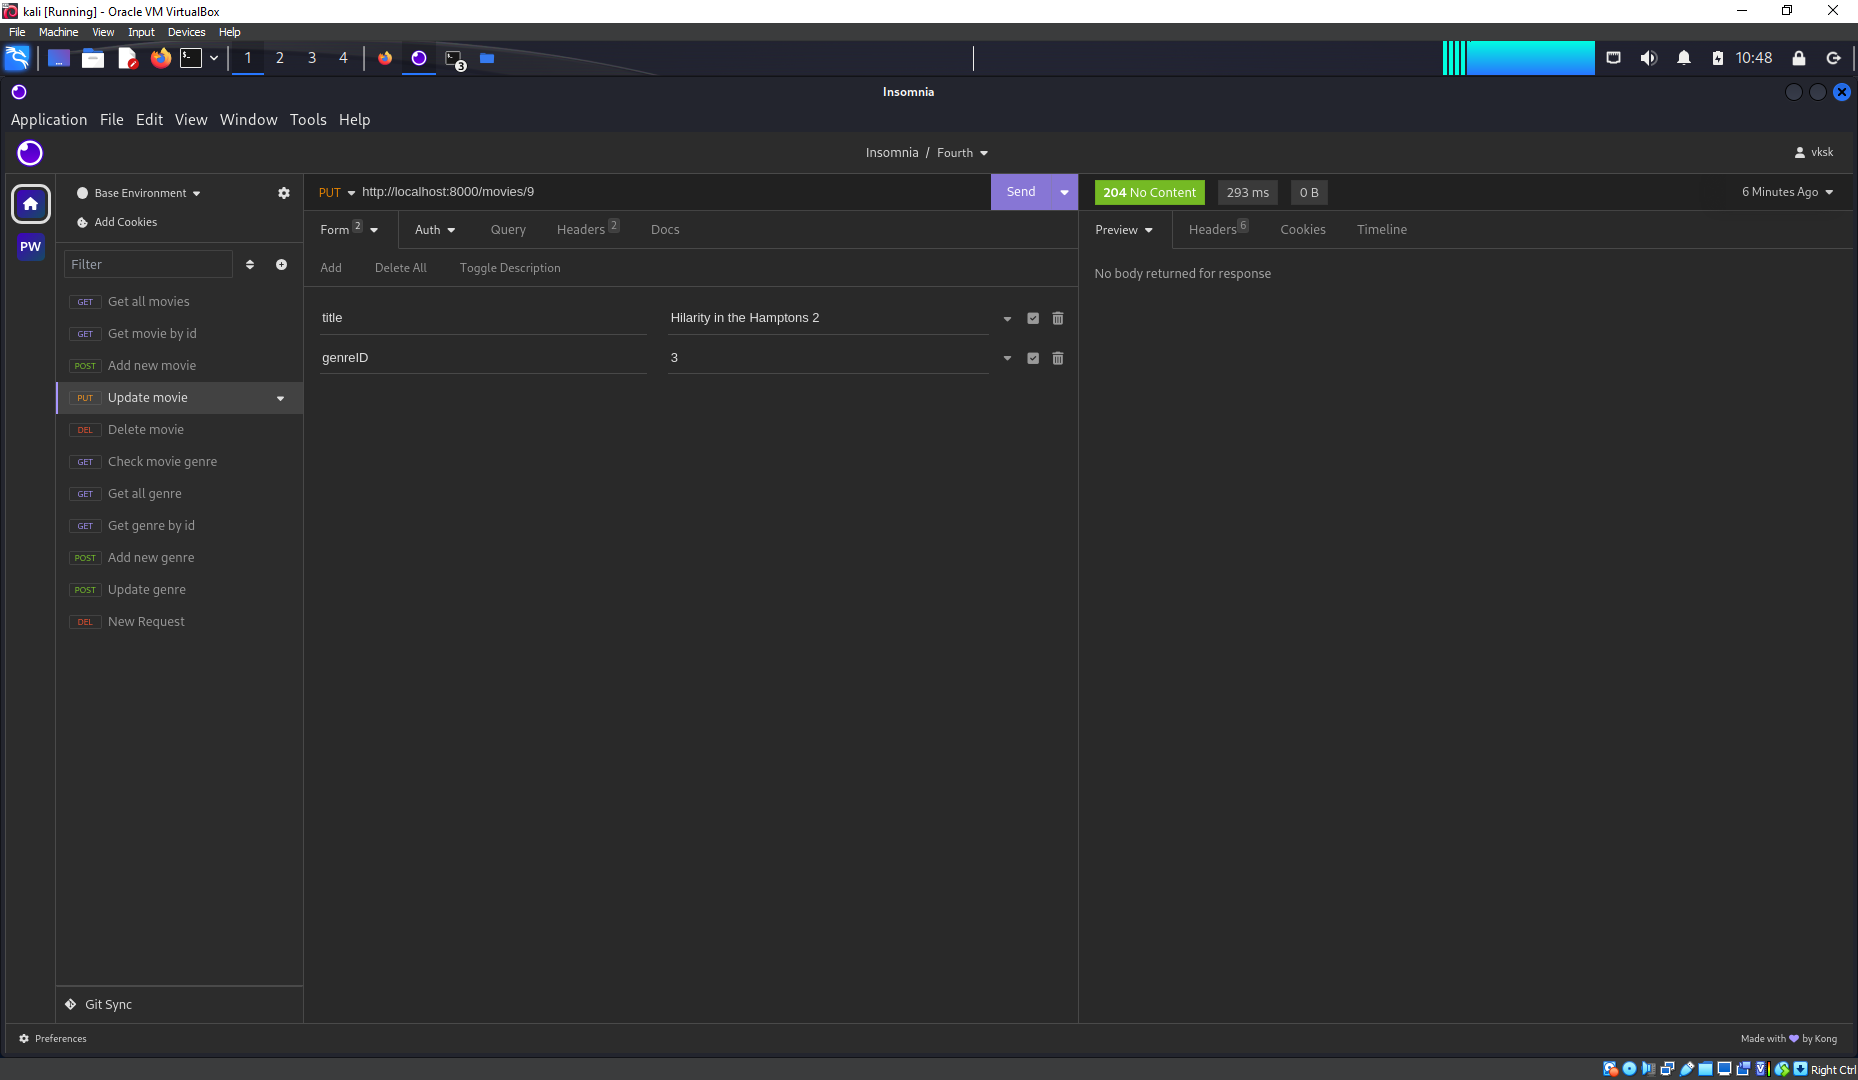 kali [Running] - Oracle VM VirtualBox
File Machine View Input Devices Help
1 2 3 4 3 10:48
Insomnia
Application File Edit View Window Tools Help
Insomnia / Fourth vksk
PW
Base Environment
Add Cookies
Filter
GET Get all movies
GET Get movie by id
POST Add new movie
PUT Update movie
DEL Delete movie
GET Check movie genre
GET Get all genre
GET Get genre by id
POST Add new genre
POST Update genre
DEL New Request
Git Sync
PUT http://localhost:8000/movies/9 Send
Form 2 Auth Query Headers 2 Docs
Add Delete All Toggle Description
title Hilarity in the Hamptons 2
genreID 3
204 No Content 293 ms 0 B 6 Minutes Ago
Preview Headers 6 Cookies Timeline
No body returned for response
Preferences Made with by Kong
Right Ctrl